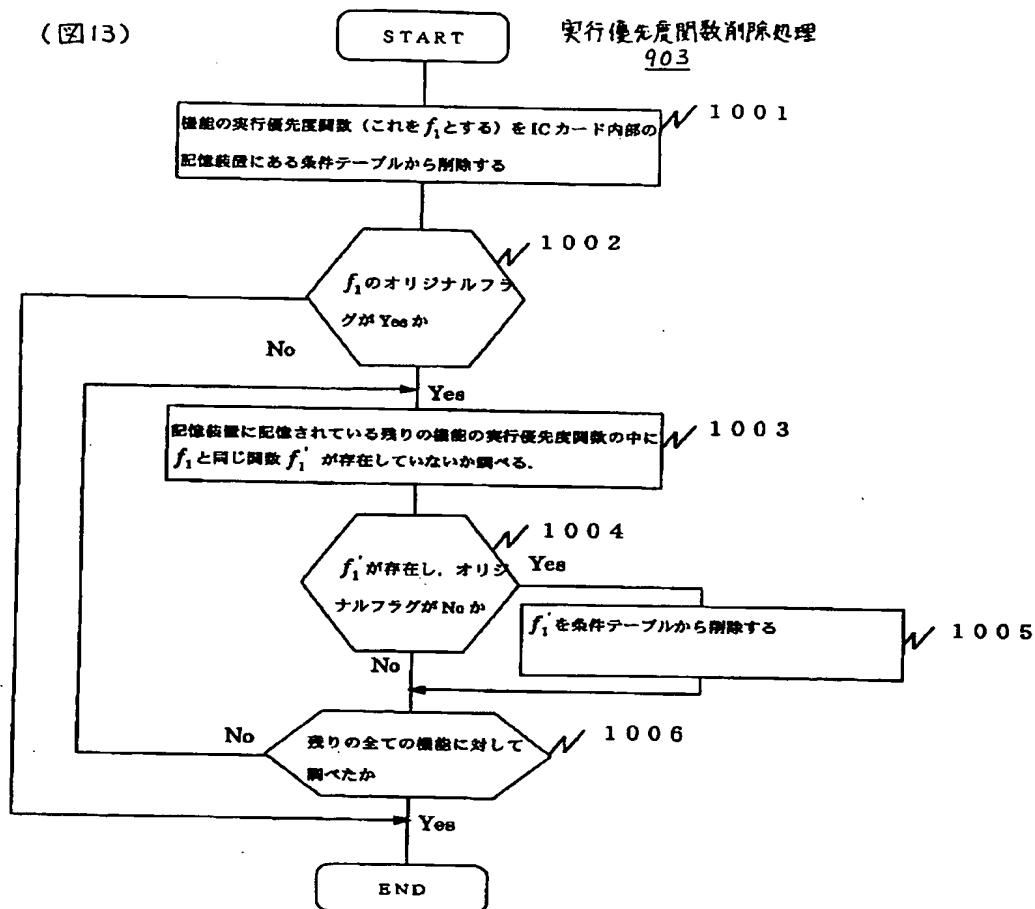 (図13)
START
実行優先度関数削除処理
903
1001
機能の実行優先度関数（これを f₁とする）を IC カード内部の
記憶装置にある条件テーブルから削除する
1002
f₁のオリジナルフラ
グが Yes か
No
Yes
1003
記憶装置に記憶されている残りの機能の実行優先度関数の中に
f₁と同じ関数 f₁' が存在していないか調べる．
1004
f₁'が存在し，オリジ
ナルフラグが No か
Yes
f₁'を条件テーブルから削除する
1005
No
No
残りの全ての機能に対して
調べたか
1006
Yes
END